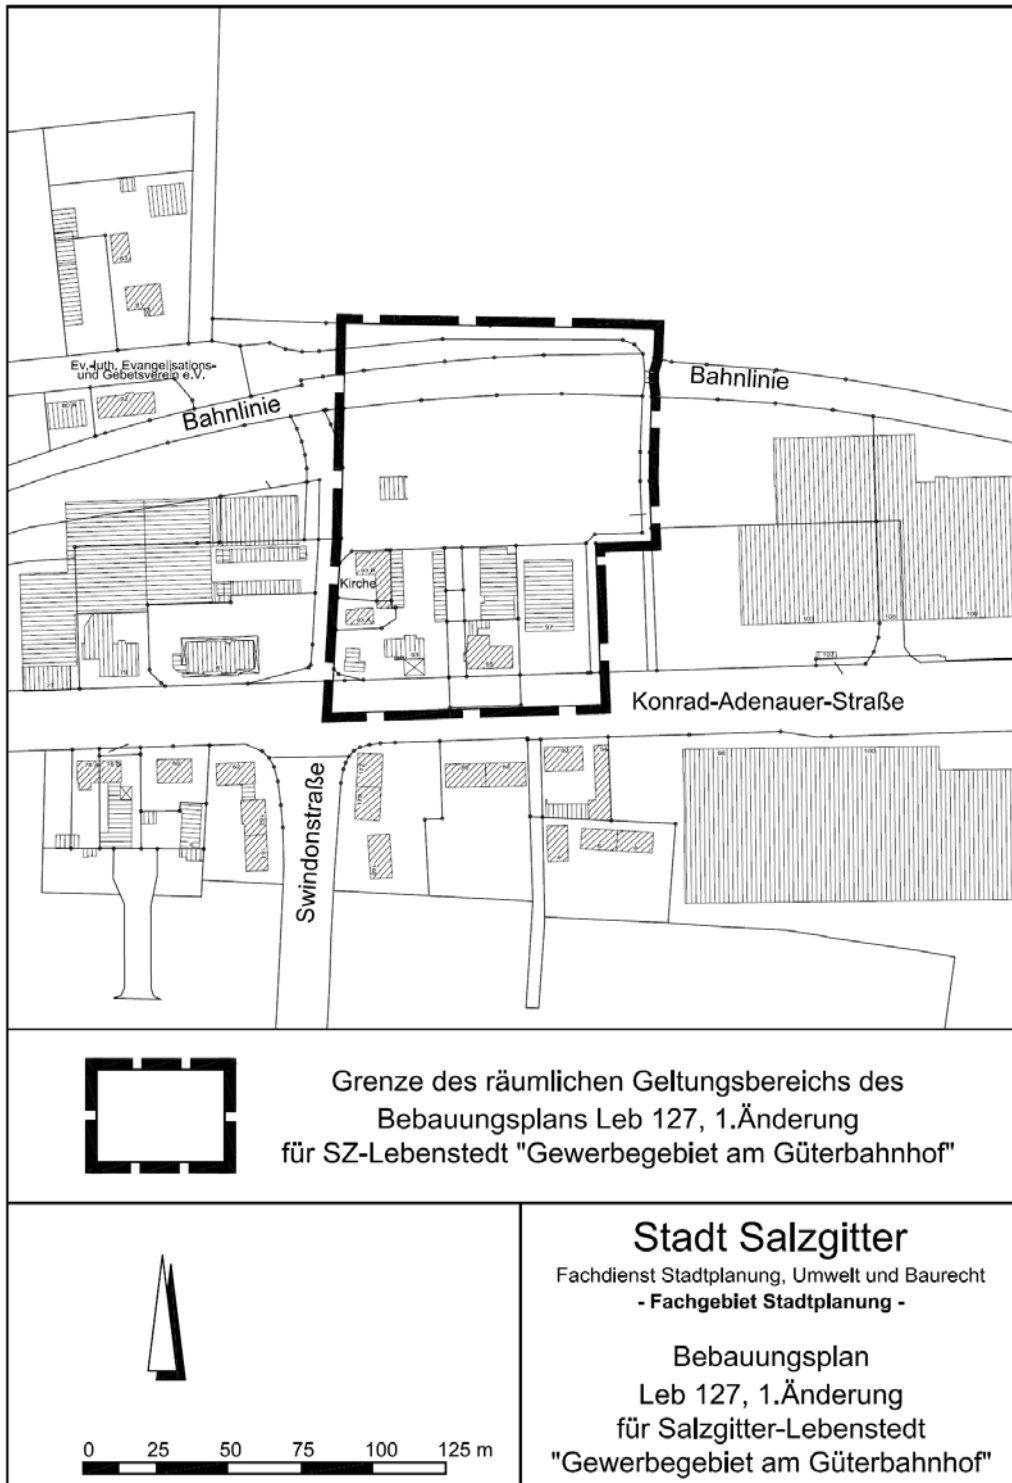 Ev.-luth. Evangelisations-
und Gebetsverein e.V.
Bahnlinie
Bahnlinie
Kirche
Konrad-Adenauer-Straße
Swindonstraße
Grenze des räumlichen Geltungsbereichs des
Bebauungsplans Leb 127, 1.Änderung
für SZ-Lebenstedt "Gewerbegebiet am Güterbahnhof"
Stadt Salzgitter
Fachdienst Stadtplanung, Umwelt und Baurecht
- Fachgebiet Stadtplanung -
Bebauungsplan
Leb 127, 1.Änderung
für Salzgitter-Lebenstedt
"Gewerbegebiet am Güterbahnhof"
0 25 50 75 100 125 m